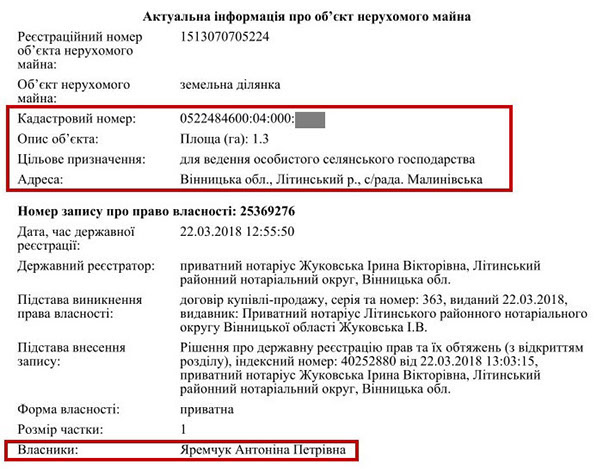 Актуальна інформація про об’єкт нерухомого майна
Реєстраційний номер об’єкта нерухомого майна: 1513070705224
Об’єкт нерухомого майна: земельна ділянка
Кадастровий номер: 0522484600:04:000:
Опис об’єкта: Площа (га): 1.3
Цільове призначення: для ведення особистого селянського господарства
Адреса: Вінницька обл., Літинський р., с/рада. Малинівська
Номер запису про право власності: 25369276
Дата, час державної реєстрації: 22.03.2018 12:55:50
Державний реєстратор: приватний нотаріус Жуковська Ірина Вікторівна, Літинський
районний нотаріальний округ, Вінницька обл.
Підстава виникнення права власності: договір купівлі-продажу, серія та номер: 363, виданий 22.03.2018,
видавник: Приватний нотаріус Літинського районного нотаріального
округу Вінницької області Жуковська І.В.
Підстава внесення запису: Рішення про державну реєстрацію прав та їх обтяжень (з відкриттям
розділу), індексний номер: 40252880 від 22.03.2018 13:03:15,
приватний нотаріус Жуковська Ірина Вікторівна, Літинський
районний нотаріальний округ, Вінницька обл.
Форма власності: приватна
Розмір частки: 1
Власники: Яремчук Антоніна Петрівна